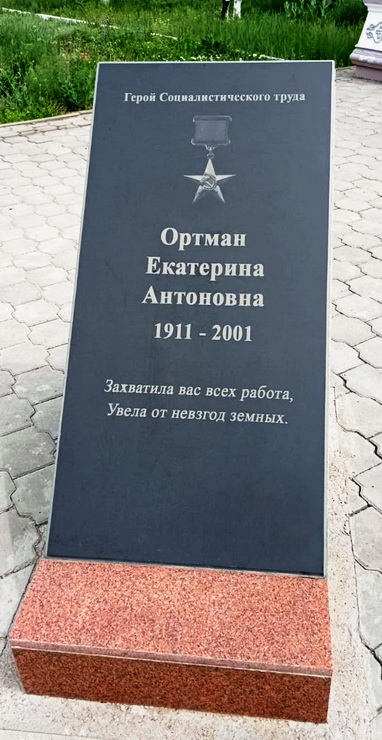 Герой Социалистического труда
Ортман
Екатерина
Антоновна
1911 - 2001
Захватила вас всех работа,
Увела от невзгод земных.